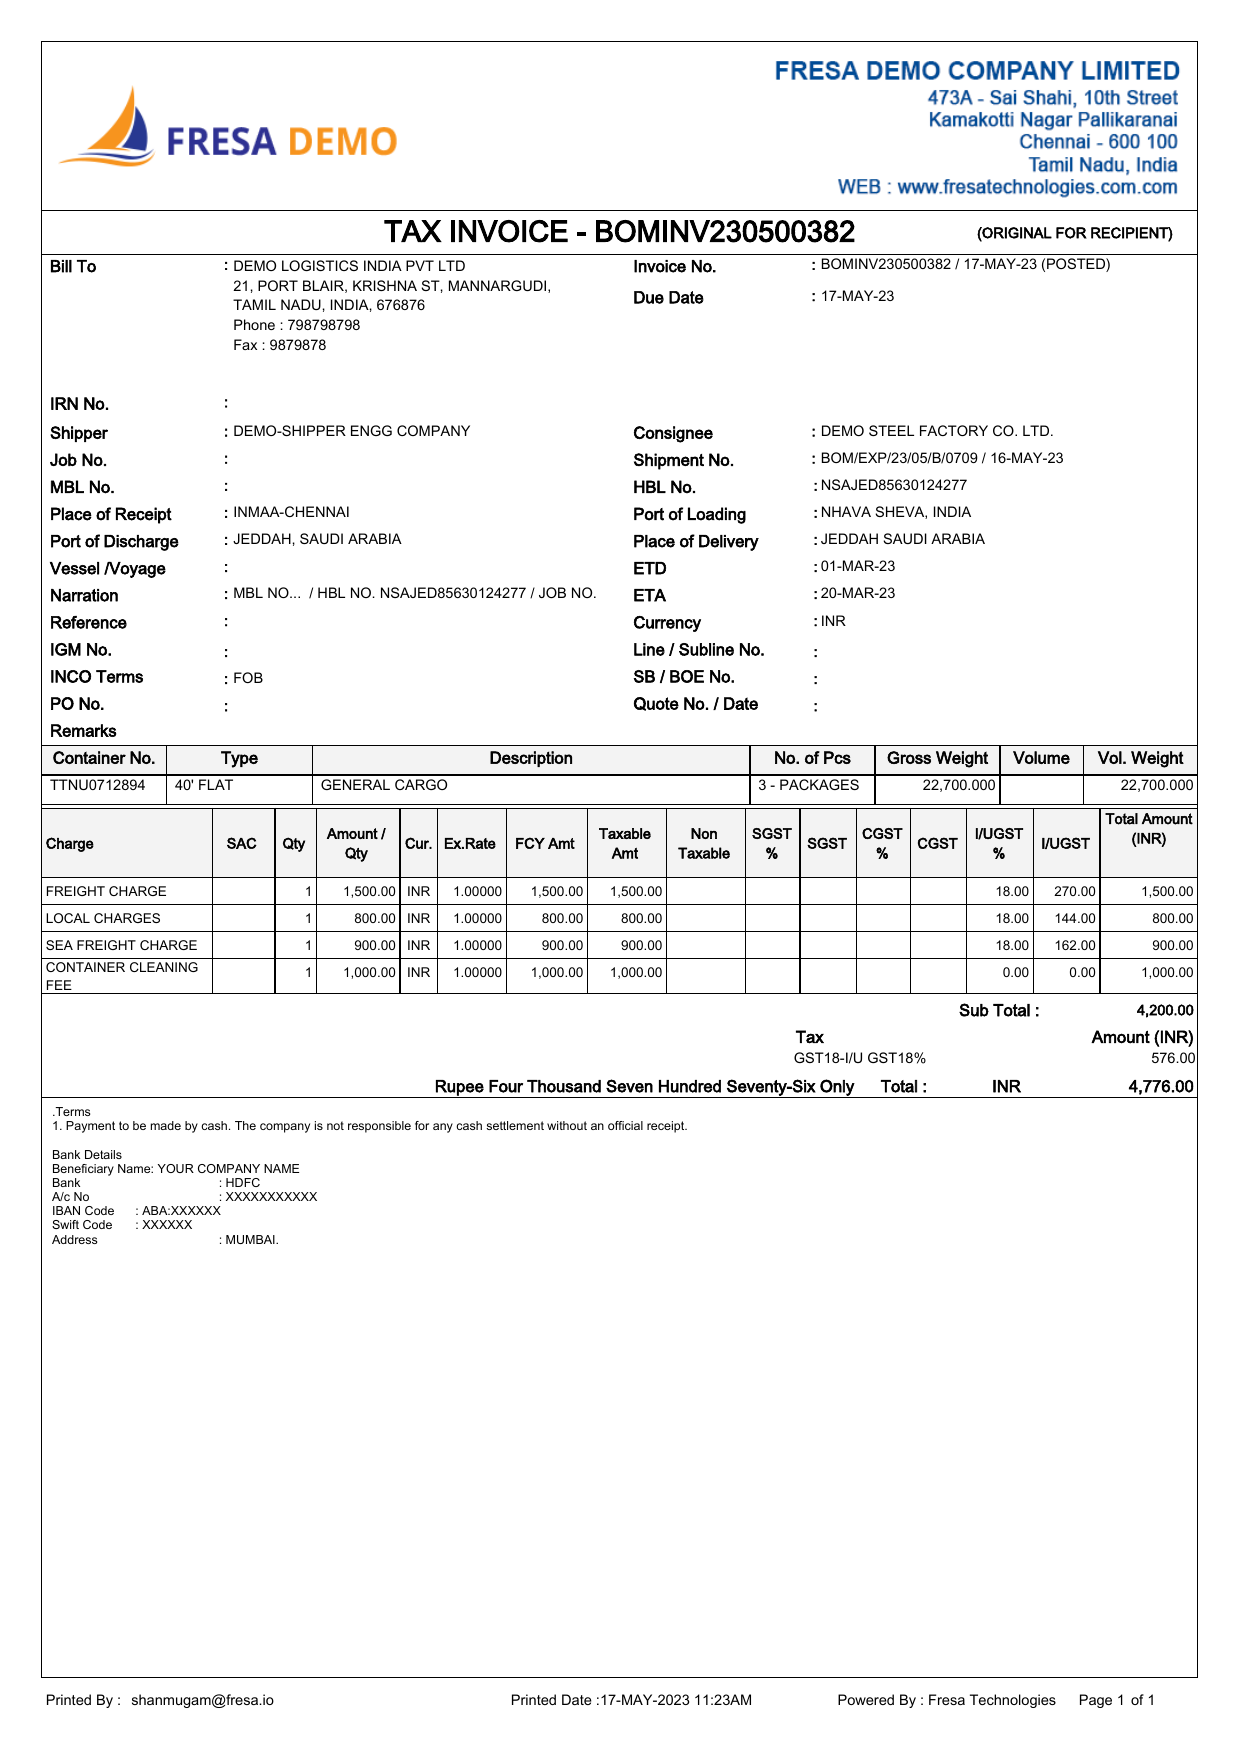 FRESA DEMO
FRESA DEMO COMPANY LIMITED
473A - Sai Shahi, 10th Street
Kamakotti Nagar Pallikaranai
Chennai - 600 100
Tamil Nadu, India
WEB : www.fresatechnologies.com.com
TAX INVOICE - BOMINV230500382 (ORIGINAL FOR RECIPIENT)
Bill To : DEMO LOGISTICS INDIA PVT LTD Invoice No. : BOMINV230500382 / 17-MAY-23 (POSTED)
21, PORT BLAIR, KRISHNA ST, MANNARGUDI,
Due Date : 17-MAY-23
TAMIL NADU, INDIA, 676876
Phone : 798798798
Fax : 9879878
IRN No. :
Shipper : DEMO-SHIPPER ENGG COMPANY Consignee : DEMO STEEL FACTORY CO. LTD.
Job No. : Shipment No. : BOM/EXP/23/05/B/0709 / 16-MAY-23
MBL No. : HBL No. : NSAJED85630124277
Place of Receipt : INMAA-CHENNAI Port of Loading : NHAVA SHEVA, INDIA
Port of Discharge : JEDDAH, SAUDI ARABIA Place of Delivery : JEDDAH SAUDI ARABIA
Vessel /Voyage : ETD : 01-MAR-23
Narration : MBL NO... / HBL NO. NSAJED85630124277 / JOB NO. ETA : 20-MAR-23
Reference : Currency : INR
IGM No. : Line / Subline No. :
INCO Terms : FOB SB / BOE No. :
PO No. : Quote No. / Date :
Remarks
Container No. Type Description No. of Pcs Gross Weight Volume Vol. Weight
TTNU0712894 40' FLAT GENERAL CARGO 3 - PACKAGES 22,700.000 22,700.000
Charge SAC Qty Amount / Qty Cur. Ex.Rate FCY Amt Taxable Amt Non Taxable SGST % SGST CGST % CGST I/UGST % I/UGST Total Amount (INR)
FREIGHT CHARGE 1 1,500.00 INR 1.00000 1,500.00 1,500.00 18.00 270.00 1,500.00
LOCAL CHARGES 1 800.00 INR 1.00000 800.00 800.00 18.00 144.00 800.00
SEA FREIGHT CHARGE 1 900.00 INR 1.00000 900.00 900.00 18.00 162.00 900.00
CONTAINER CLEANING FEE 1 1,000.00 INR 1.00000 1,000.00 1,000.00 0.00 0.00 1,000.00
Sub Total : 4,200.00
Tax Amount (INR)
GST18-I/U GST18% 576.00
Rupee Four Thousand Seven Hundred Seventy-Six Only Total : INR 4,776.00
.Terms
1. Payment to be made by cash. The company is not responsible for any cash settlement without an official receipt.
Bank Details
Beneficiary Name: YOUR COMPANY NAME
Bank : HDFC
A/c No : XXXXXXXXXXX
IBAN Code : ABA:XXXXXX
Swift Code : XXXXXX
Address : MUMBAI.
Printed By : shanmugam@fresa.io Printed Date :17-MAY-2023 11:23AM Powered By : Fresa Technologies Page 1 of 1